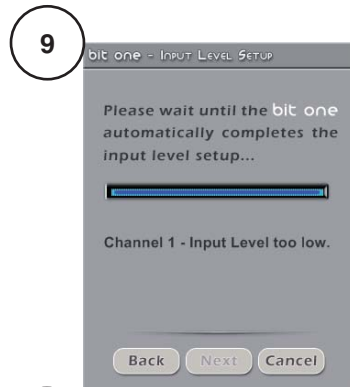 9
bit one - Input Level Setup
Please wait until the bit one
automatically completes the
input level setup...
Channel 1 - Input Level too low.
Back Next Cancel